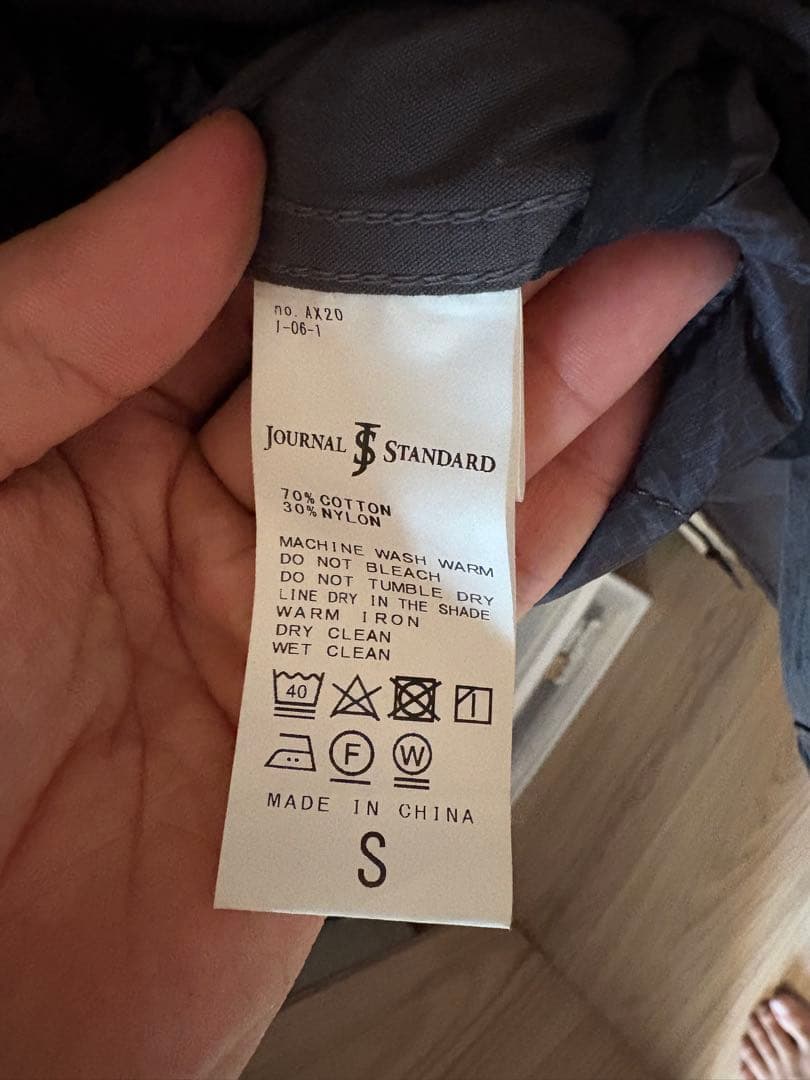 no. AX20
1-06-1
JOURNAL JS STANDARD
70% COTTON
30% NYLON
MACHINE WASH WARM
DO NOT BLEACH
DO NOT TUMBLE DRY
LINE DRY IN THE SHADE
WARM IRON
DRY CLEAN
WET CLEAN
40
F W
MADE IN CHINA
S